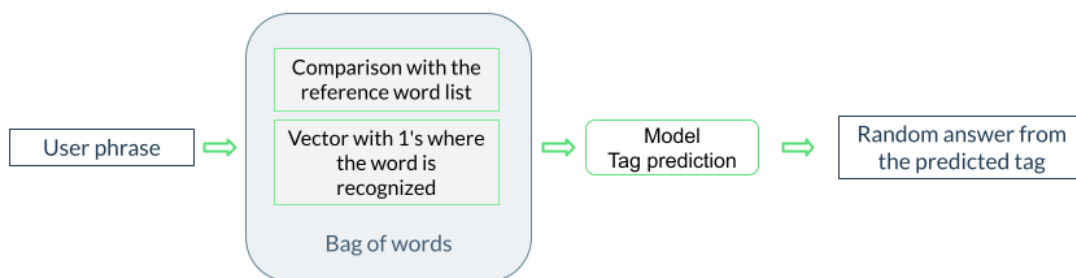 User phrase
Comparison with the
reference word list
Vector with 1's where
the word is
recognized
Bag of words
Model
Tag prediction
Random answer from
the predicted tag